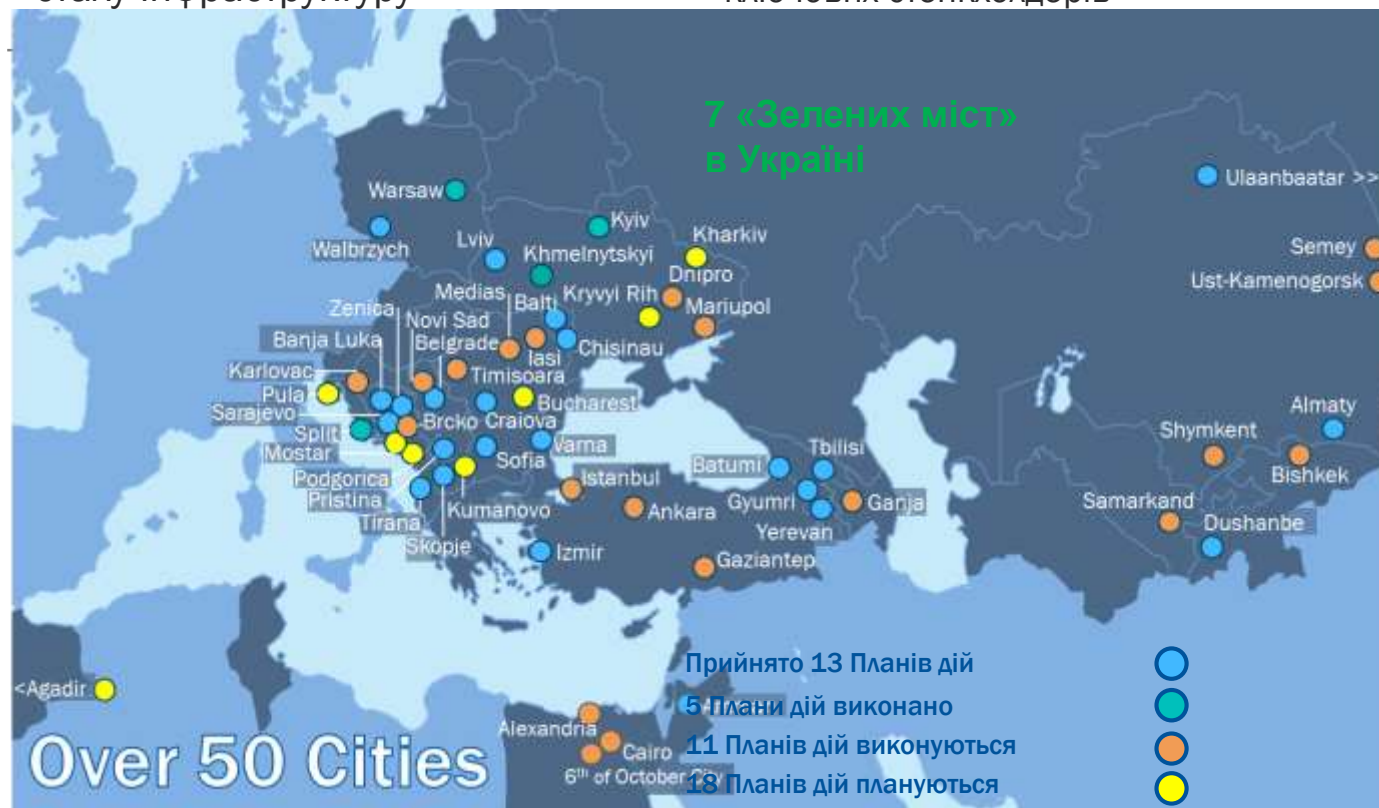 7 «Зелених міст»
в Україні
Ulaanbaatar >>
Warsaw
Walbrzych
Lviv
Kyiv
Kharkiv
Khmelnytskyi
Semey
Dnipro
Ust-Kamenogorsk
Medias
Balti
Kryvyi Rih
Mariupol
Zenica
Novi Sad
Banja Luka
Belgrade
Iasi
Chisinau
Karlovac
Timisoara
Pula
Bucharest
Sarajevo
Brcko
Craiova
Almaty
Split
Varna
Tbilisi
Shymkent
Mostar
Sofia
Batumi
Bishkek
Podgorica
Istanbul
Pristina
Kumanovo
Ankara
Gyumri
Ganja
Samarkand
Tirana
Yerevan
Dushanbe
Skopje
Izmir
Gaziantep
<Agadir
Прийнято 13 Планів дій
5 Плани дій виконано
Alexandria
11 Планів дій виконуються
Cairo
6th of October City
18 Планів дій плануються
Over 50 Cities